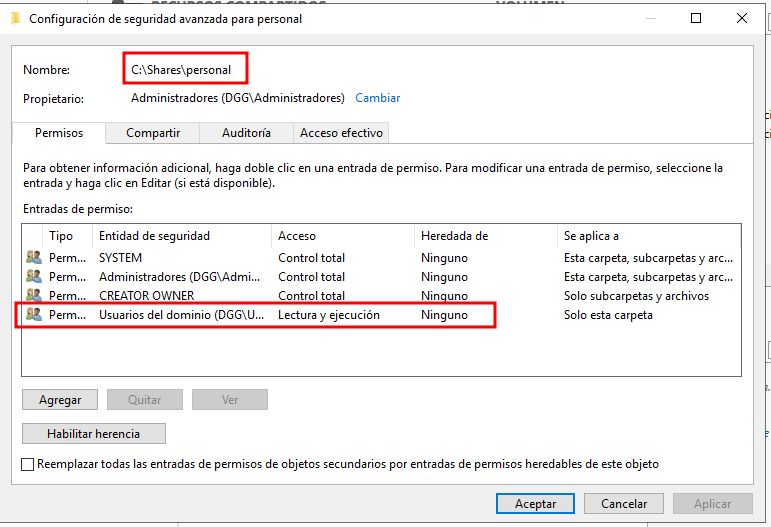 Configuración de seguridad avanzada para personal
Nombre: C:\Shares\personal
Propietario: Administradores (DGG\Administradores) Cambiar
Permisos Compartir Auditoría Acceso efectivo
Para obtener información adicional, haga doble clic en una entrada de permiso. Para modificar una entrada de permiso, seleccione la
entrada y haga clic en Editar (si está disponible).
Entradas de permiso:
Tipo Entidad de seguridad Acceso Heredada de Se aplica a
Perm... SYSTEM Control total Ninguno Esta carpeta, subcarpetas y arc...
Perm... Administradores (DGG\Admi... Control total Ninguno Esta carpeta, subcarpetas y arc...
Perm... CREATOR OWNER Control total Ninguno Solo subcarpetas y archivos
Perm... Usuarios del dominio (DGG\U... Lectura y ejecución Ninguno Solo esta carpeta
Agregar Quitar Ver
Habilitar herencia
Reemplazar todas las entradas de permisos de objetos secundarios por entradas de permisos heredables de este objeto
Aceptar Cancelar Aplicar